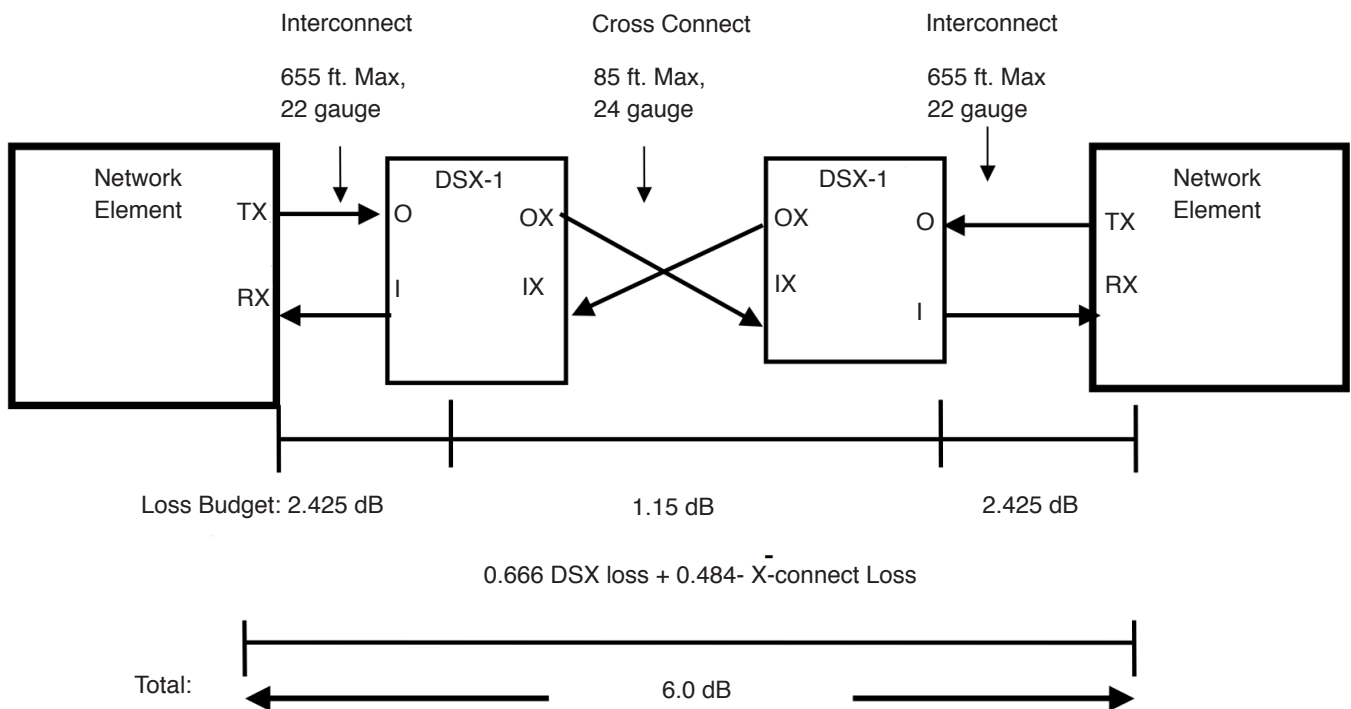 Interconnect
655 ft. Max,
22 gauge
Cross Connect
85 ft. Max,
24 gauge
Interconnect
655 ft. Max
22 gauge
Network
Element
TX
RX
DSX-1
O
I
OX
IX
DSX-1
OX
IX
O
I
Network
Element
TX
RX
Loss Budget: 2.425 dB
1.15 dB
2.425 dB
0.666 DSX loss + 0.484- X-connect Loss
Total:
6.0 dB